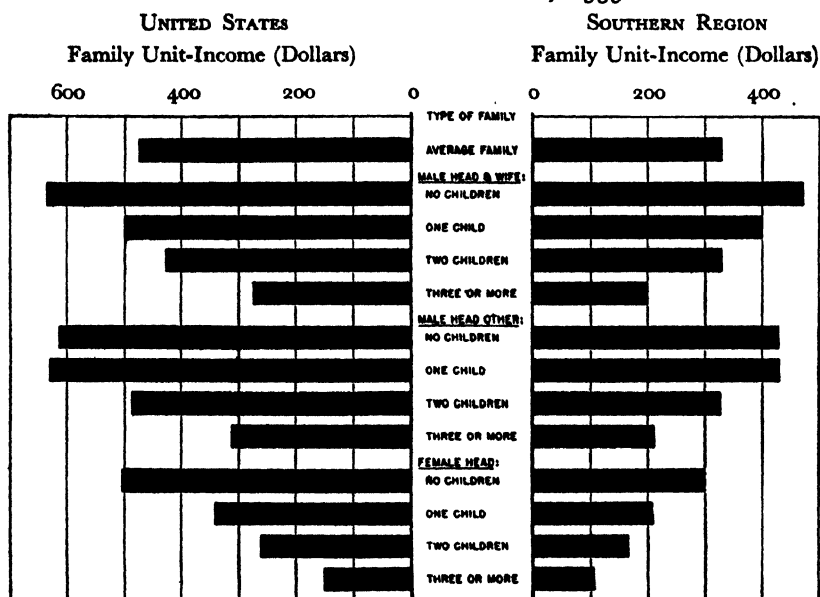 UNITED STATES
Family Unit-Income (Dollars)
SOUTHERN REGION
Family Unit-Income (Dollars)
600 400 200 0 0 200 400
TYPE OF FAMILY
AVERAGE FAMILY
MALE HEAD & WIFE:
NO CHILDREN
ONE CHILD
TWO CHILDREN
THREE OR MORE
MALE HEAD OTHER:
NO CHILDREN
ONE CHILD
TWO CHILDREN
THREE OR MORE
FEMALE HEAD:
NO CHILDREN
ONE CHILD
TWO CHILDREN
THREE OR MORE